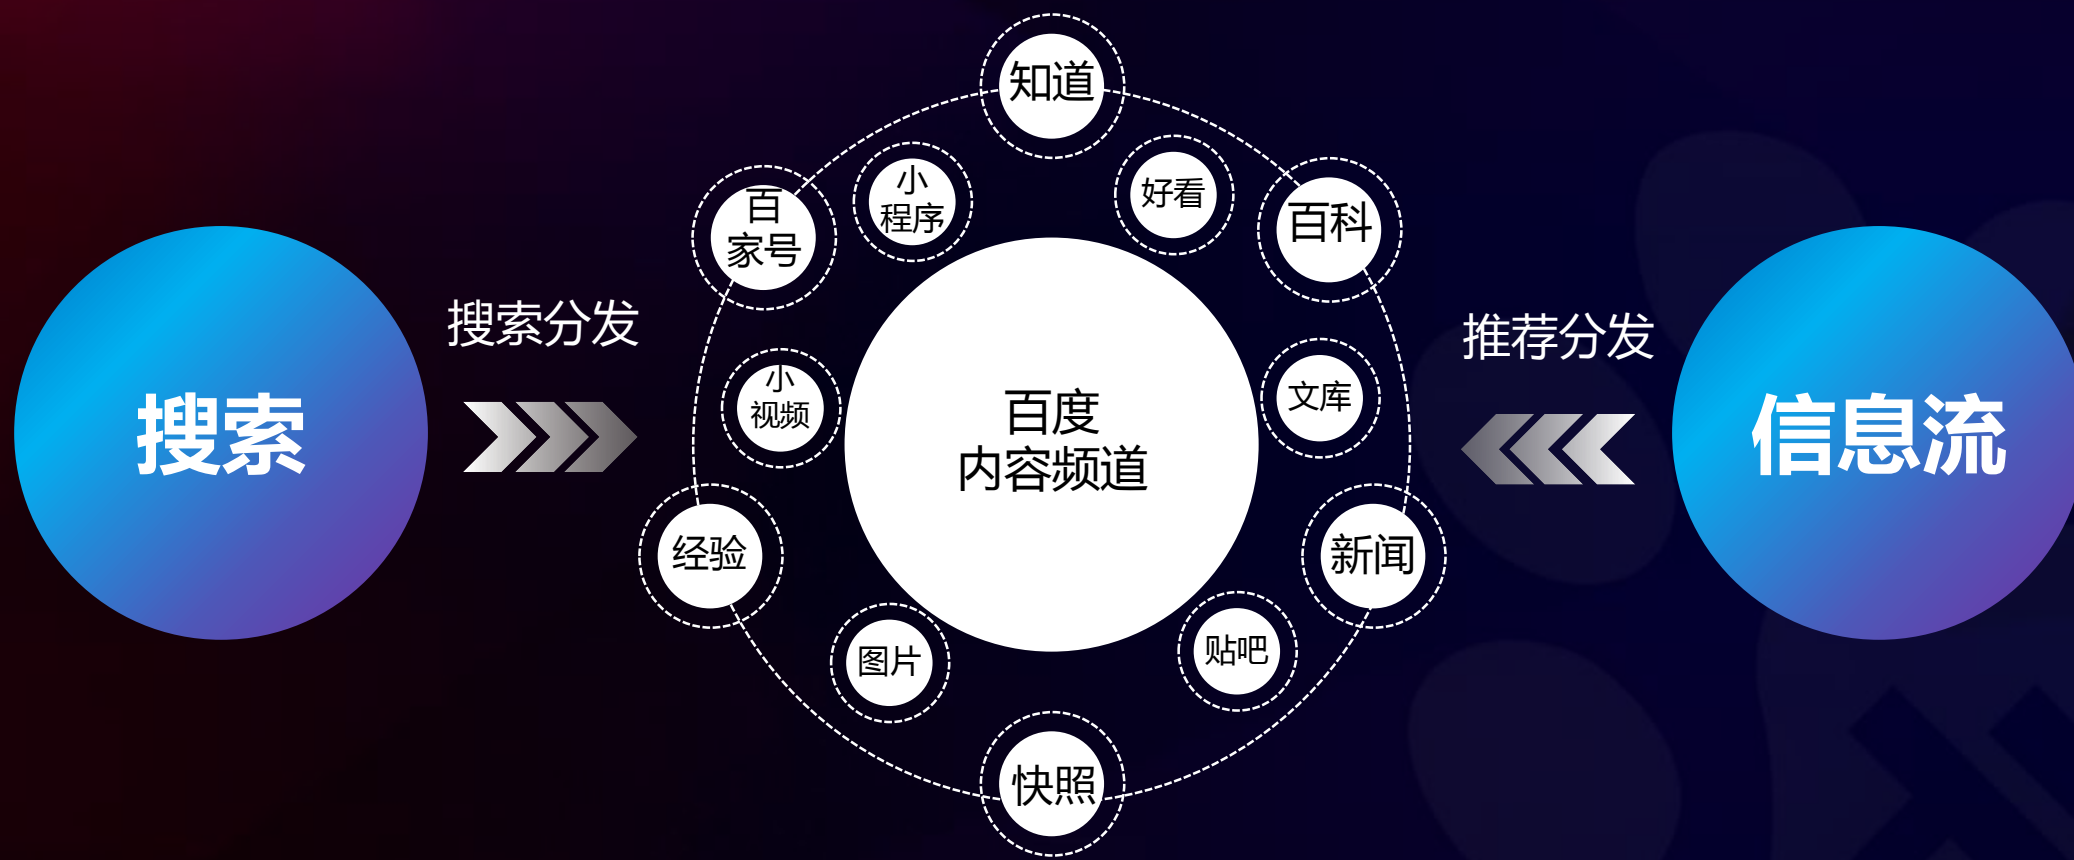 知道
小
程序
好看
百
家号
百科
搜索分发
推荐分发
小
视频
文库
搜索
百度
内容频道
信息流
经验
新闻
图片
贴吧
快照